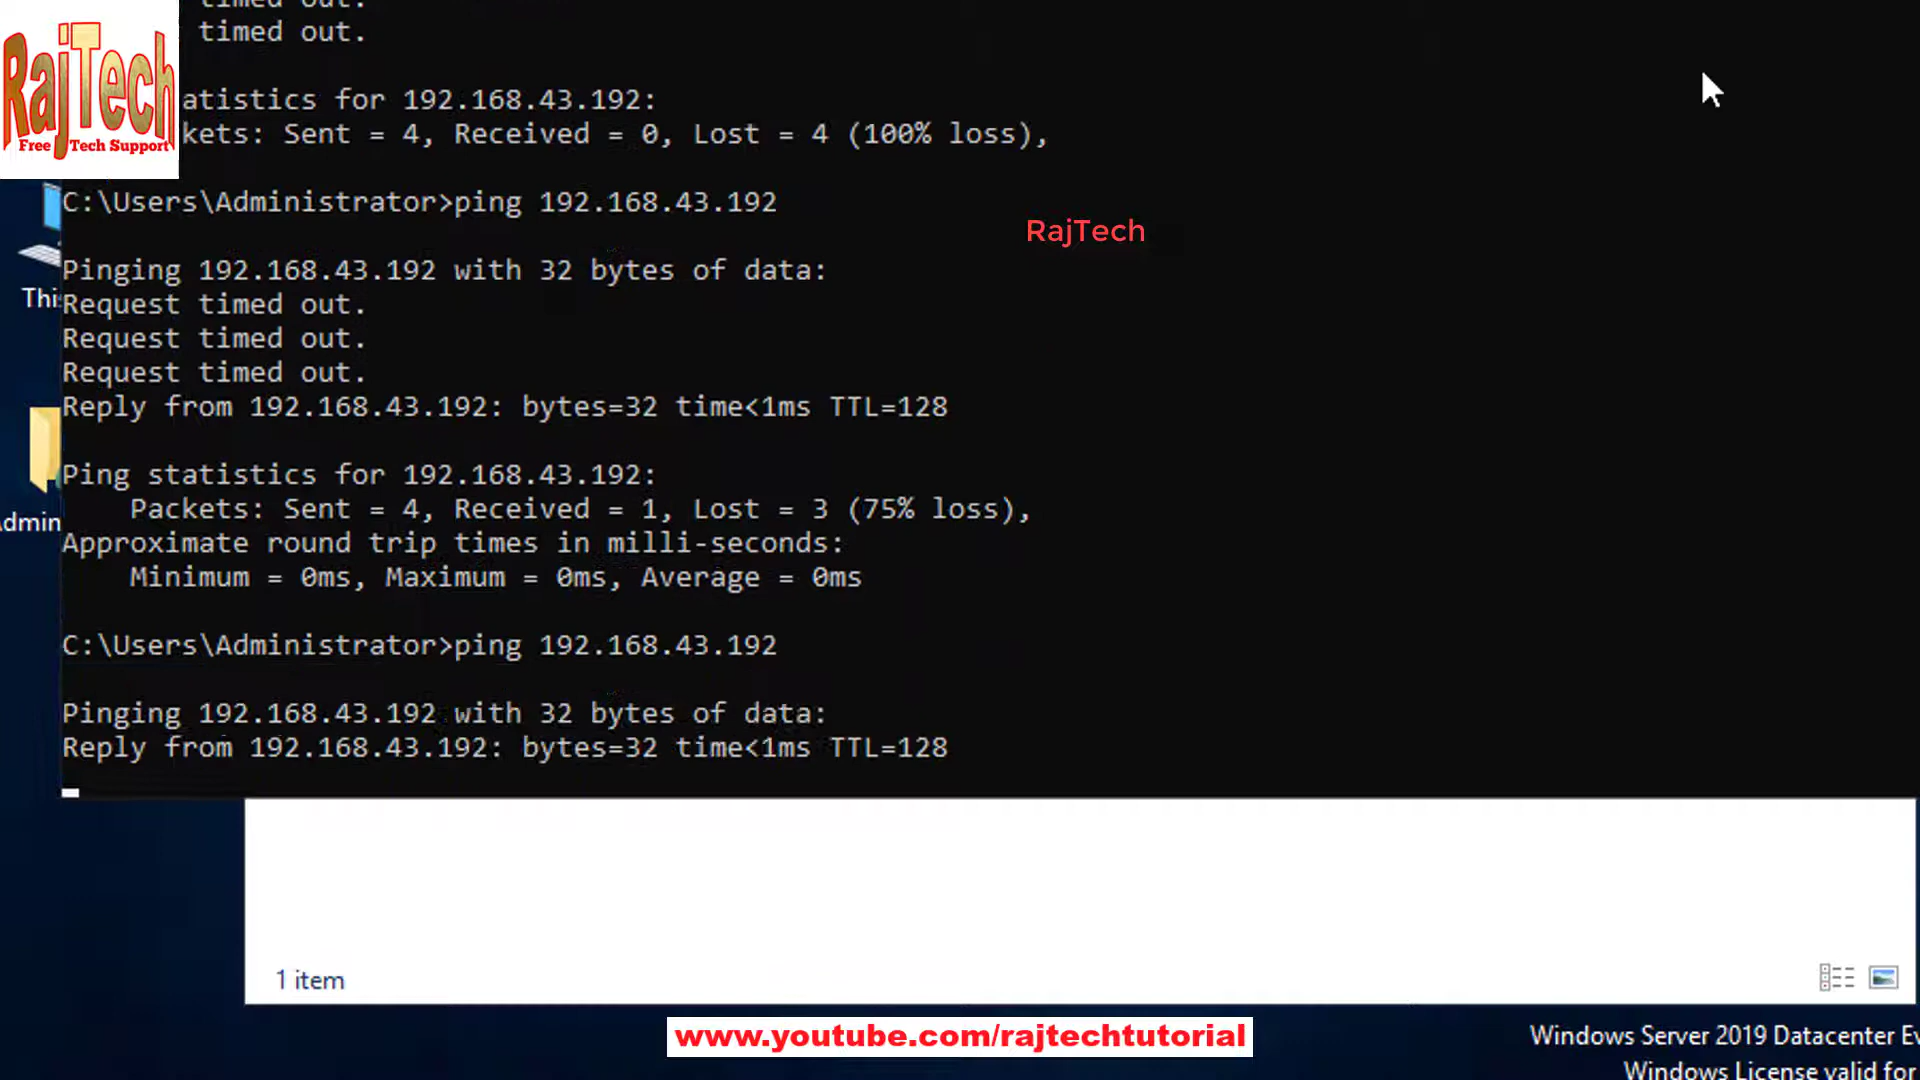 timed out.
timed out.
RajTech
Free Tech Support
atistics for 192.168.43.192:
kets: Sent = 4, Received = 0, Lost = 4 (100% loss),
C:\Users\Administrator>ping 192.168.43.192
RajTech
Pinging 192.168.43.192 with 32 bytes of data:
Request timed out.
Request timed out.
Request timed out.
Reply from 192.168.43.192: bytes=32 time<1ms TTL=128
Ping statistics for 192.168.43.192:
Packets: Sent = 4, Received = 1, Lost = 3 (75% loss),
Approximate round trip times in milli-seconds:
Minimum = 0ms, Maximum = 0ms, Average = 0ms
C:\Users\Administrator>ping 192.168.43.192
Pinging 192.168.43.192 with 32 bytes of data:
Reply from 192.168.43.192: bytes=32 time<1ms TTL=128
Thi
Admin
1 item
www.youtube.com/rajtechtutorial
Windows Server 2019 Datacenter Ev
Windows License valid for